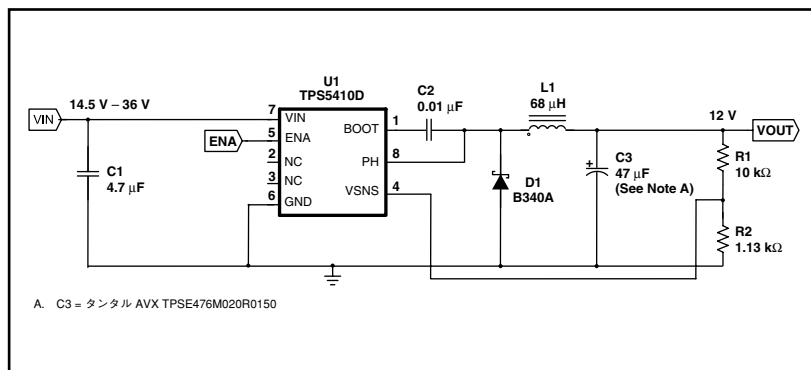 U1
TPS5410D
VIN
14.5 V – 36 V
7
VIN
5
ENA
ENA
2
NC
3
NC
6
GND
BOOT
1
PH
8
VSNS
4
C1
4.7 μF
C2
0.01 μF
L1
68 μH
D1
B340A
C3
47 μF
(See Note A)
12 V
VOUT
R1
10 kΩ
R2
1.13 kΩ
A. C3 = タンタル AVX TPSE476M020R0150